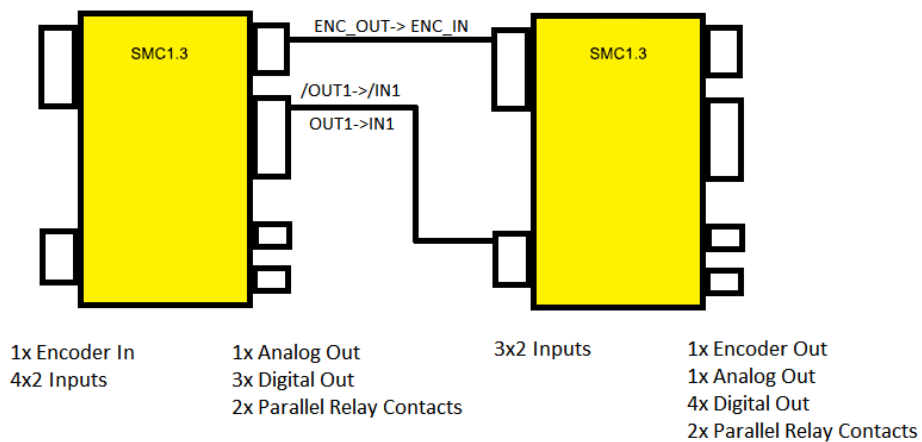 ENC_OUT-> ENC_IN
SMC1.3
SMC1.3
/OUT1->/IN1
OUT1->IN1
1x Encoder In
4x2 Inputs
1x Analog Out
3x Digital Out
2x Parallel Relay Contacts
3x2 Inputs
1x Encoder Out
1x Analog Out
4x Digital Out
2x Parallel Relay Contacts